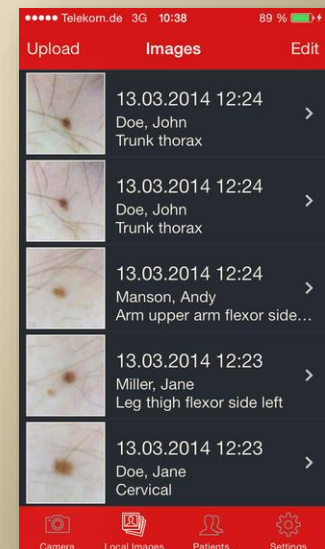 Telekom.de 3G 10:38 89 %
Upload Images Edit
13.03.2014 12:24
Doe, John
Trunk thorax
13.03.2014 12:24
Doe, John
Trunk thorax
13.03.2014 12:24
Manson, Andy
Arm upper arm flexor side…
13.03.2014 12:23
Miller, Jane
Leg thigh flexor side left
13.03.2014 12:23
Doe, Jane
Cervical
Camera Local Images Patients Settings